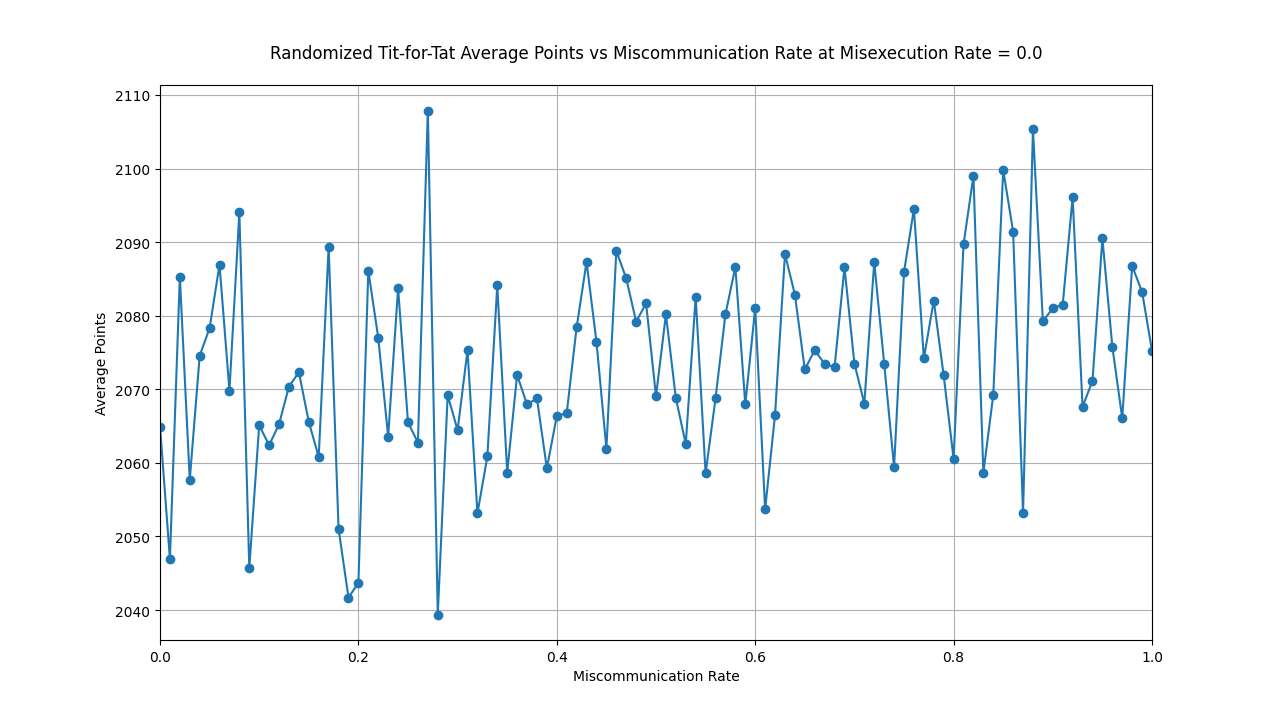 Randomized Tit-for-Tat Average Points vs Miscommunication Rate at Misexecution Rate = 0.0
2110
2100
2090
2080
2070
2060
2050
2040
Average Points
0.0 0.2 0.4 0.6 0.8 1.0
Miscommunication Rate